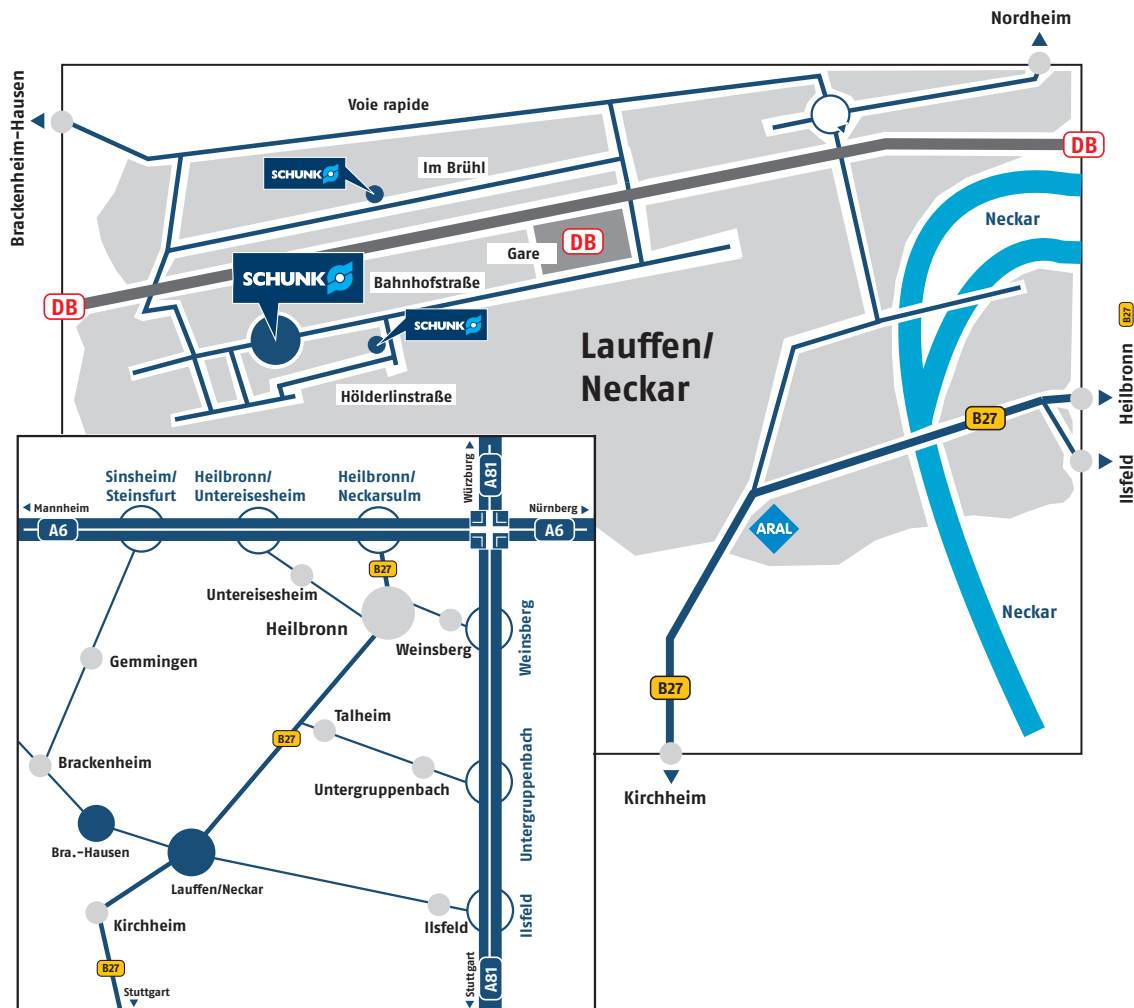 Nordheim
Brackenheim-Hausen
Voie rapide
DB
SCHUNK
Im Brühl
Neckar
Gare
DB
SCHUNK
Bahnhofstraße
DB
SCHUNK
B27
Heilbronn
Lauffen/
Neckar
Hölderlinstraße
B27
Ilsfeld
ARAL
Neckar
B27
Kirchheim
Sinsheim/
Steinsfurt
Heilbronn/
Untereisesheim
Heilbronn/
Neckarsulm
Würzburg
A81
Mannheim
A6
Nürnberg
A6
B27
Untereisesheim
Heilbronn
Weinsberg
Weinsberg
Gemmingen
Talheim
B27
Brackenheim
Untergruppenbach
Untergruppenbach
Bra.-Hausen
Lauffen/Neckar
Kirchheim
Ilsfeld
Ilsfeld
B27
Stuttgart
Stuttgart
A81